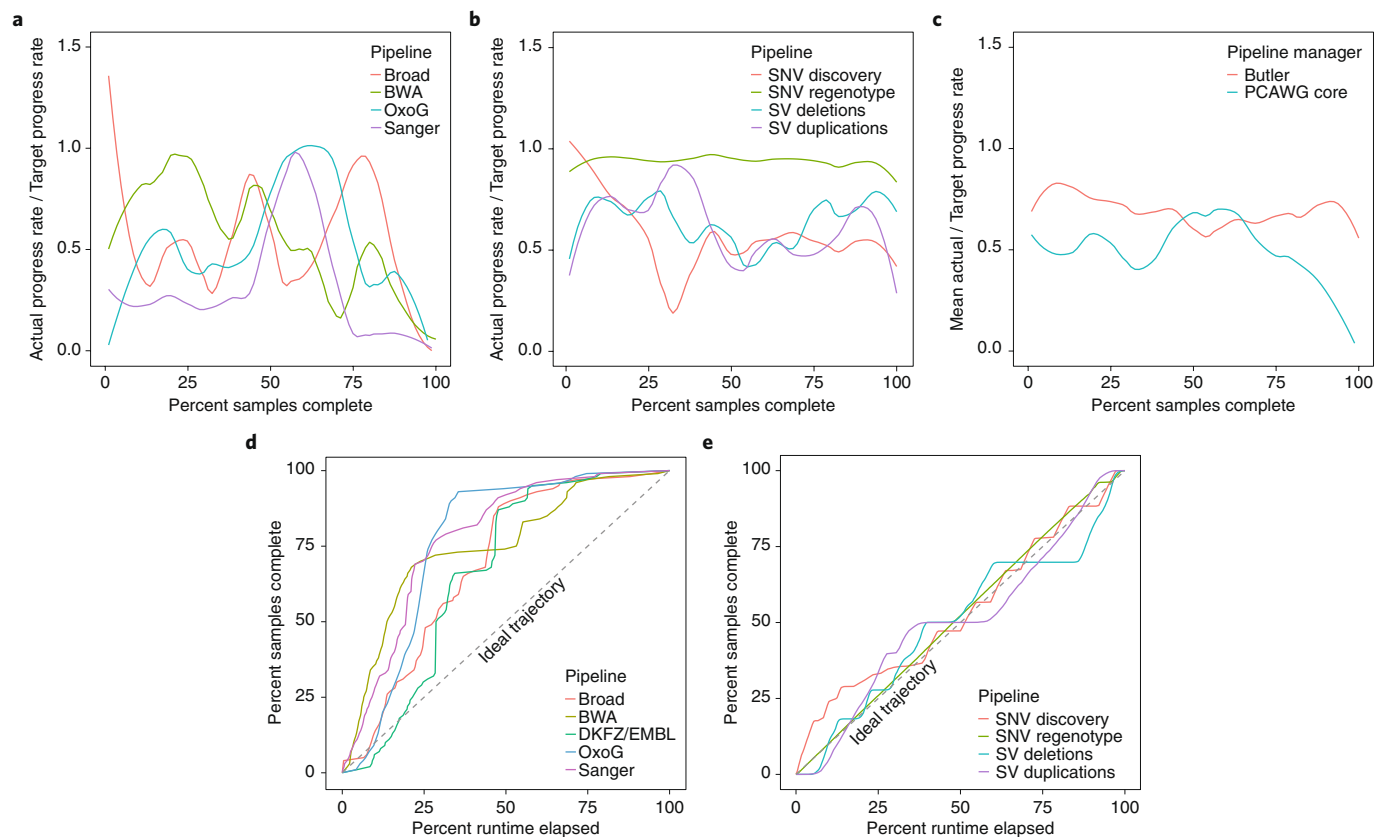 a
Actual progress rate / Target progress rate
1.5
1.0
0.5
0.0
0
25
50
75
100
Percent samples complete
Pipeline
Broad
BWA
OxoG
Sanger
b
Actual progress rate / Target progress rate
1.5
1.0
0.5
0.0
0
25
50
75
100
Percent samples complete
Pipeline
SNV discovery
SNV regenotype
SV deletions
SV duplications
c
Mean actual / Target progress rate
1.5
1.0
0.5
0.0
0
25
50
75
100
Percent samples complete
Pipeline manager
Butler
PCAWG core
d
Percent samples complete
100
75
50
25
0
0
25
50
75
100
Percent runtime elapsed
Ideal trajectory
Pipeline
Broad
BWA
DKFZ/EMBL
OxoG
Sanger
e
Percent samples complete
100
75
50
25
0
0
25
50
75
100
Percent runtime elapsed
Ideal trajectory
Pipeline
SNV discovery
SNV regenotype
SV deletions
SV duplications